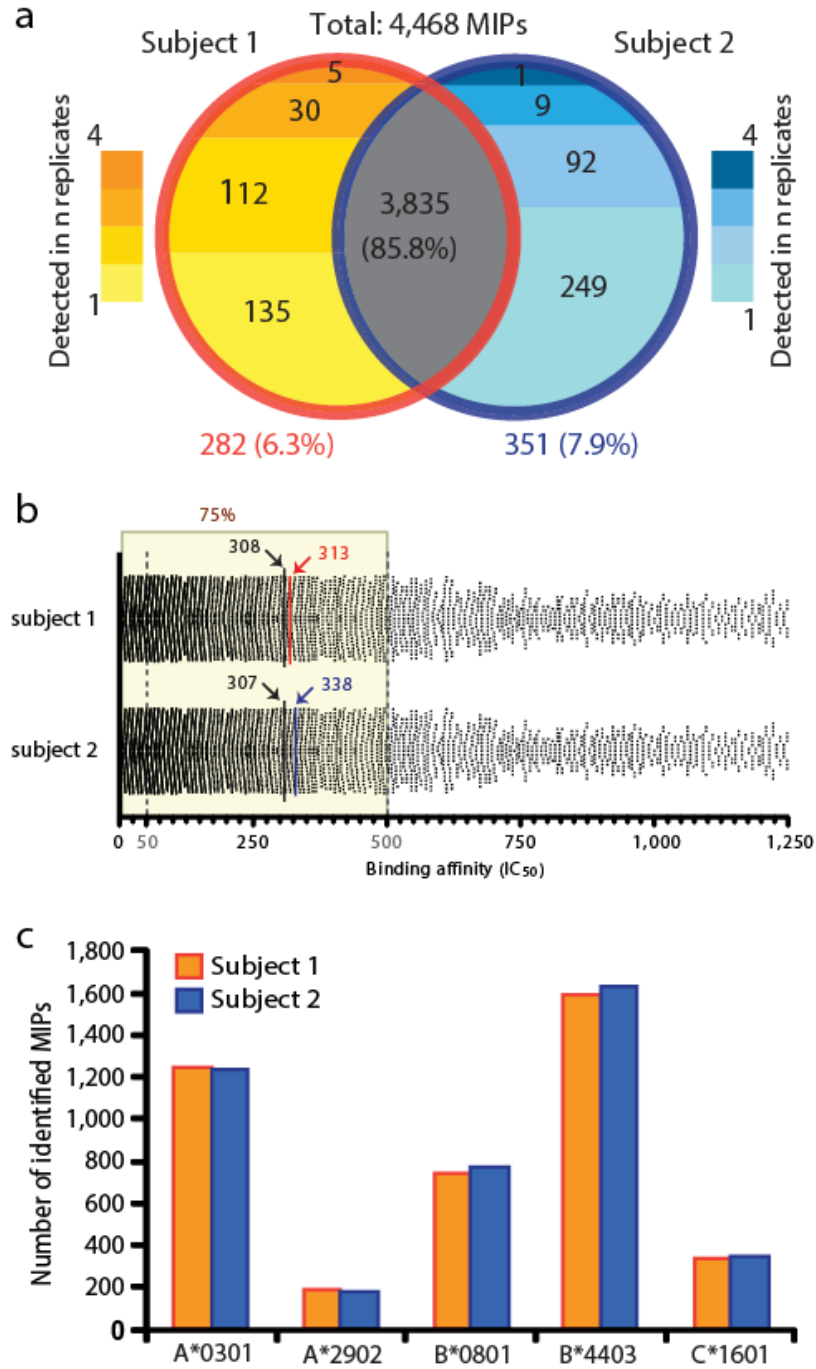 a
Total: 4,468 MIPs
Subject 1
Subject 2
5
1
30
9
4
4
112
92
3,835
(85.8%)
Detected in n replicates
Detected in n replicates
135
249
1
1
282 (6.3%)
351 (7.9%)
b
75%
308
313
subject 1
307
338
subject 2
0 50 250 500 750 1,000 1,250
Binding affinity (IC50)
c
Number of identified MIPs
1,800
1,600
1,400
1,200
1,000
800
600
400
200
0
Subject 1
Subject 2
A*0301 A*2902 B*0801 B*4403 C*1601